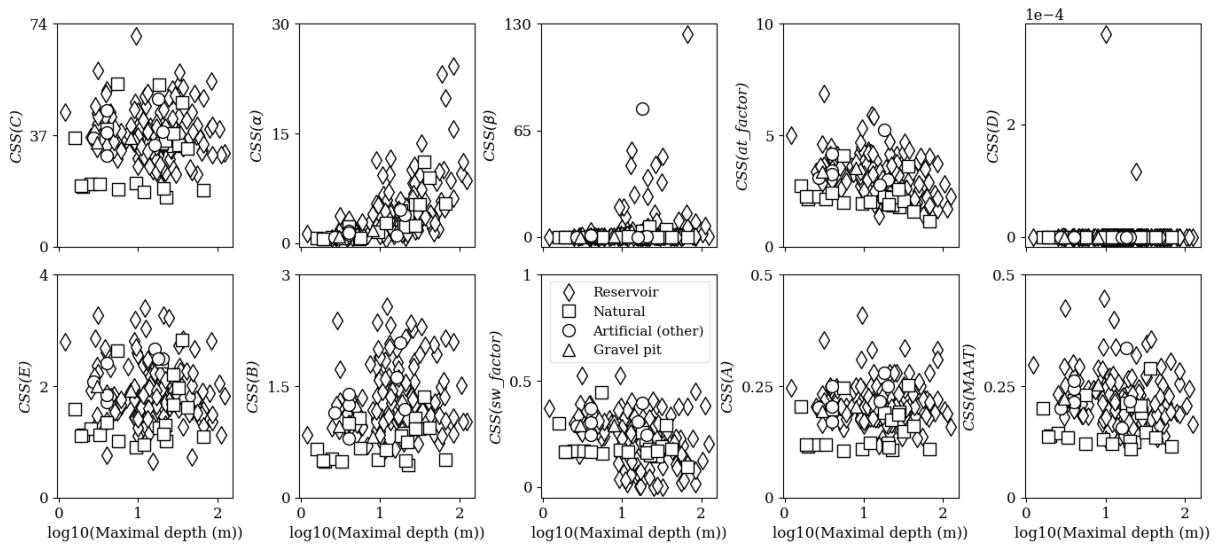 74
37
0
CSS(C)
30
15
0
CSS(α)
130
65
0
CSS(β)
10
5
0
CSS(at_factor)
1e−4
2
0
CSS(D)
4
2
0
CSS(E)
0 1 2
log10(Maximal depth (m))
3
1.5
0
CSS(B)
0 1 2
log10(Maximal depth (m))
1
0.5
0
CSS(sw_factor)
Reservoir
Natural
Artificial (other)
Gravel pit
0 1 2
log10(Maximal depth (m))
0.5
0.25
0
CSS(A)
0 1 2
log10(Maximal depth (m))
0.5
0.25
0
CSS(MAAT)
0 1 2
log10(Maximal depth (m))